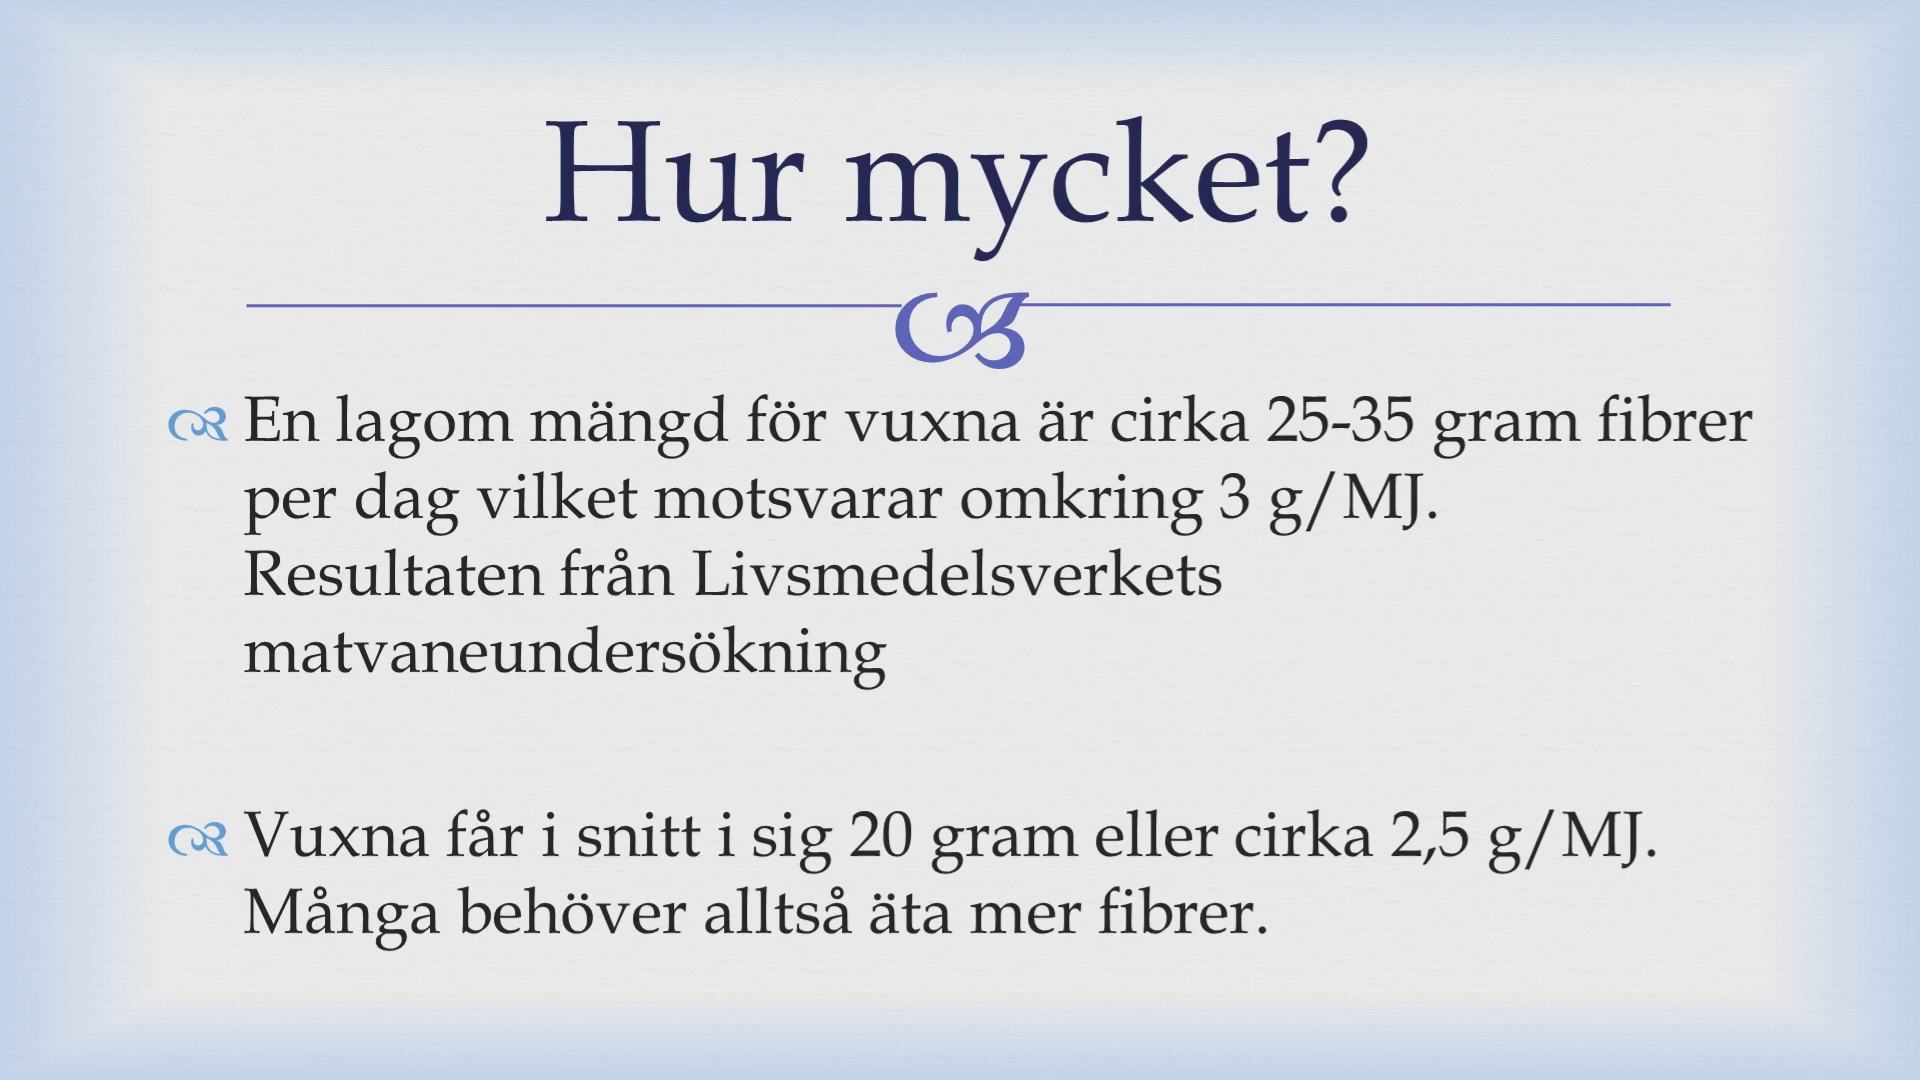 Hur mycket?
En lagom mängd för vuxna är cirka 25-35 gram fibrer
per dag vilket motsvarar omkring 3 g/MJ.
Resultaten från Livsmedelsverkets
matvaneundersökning
Vuxna får i snitt i sig 20 gram eller cirka 2,5 g/MJ.
Många behöver alltså äta mer fibrer.